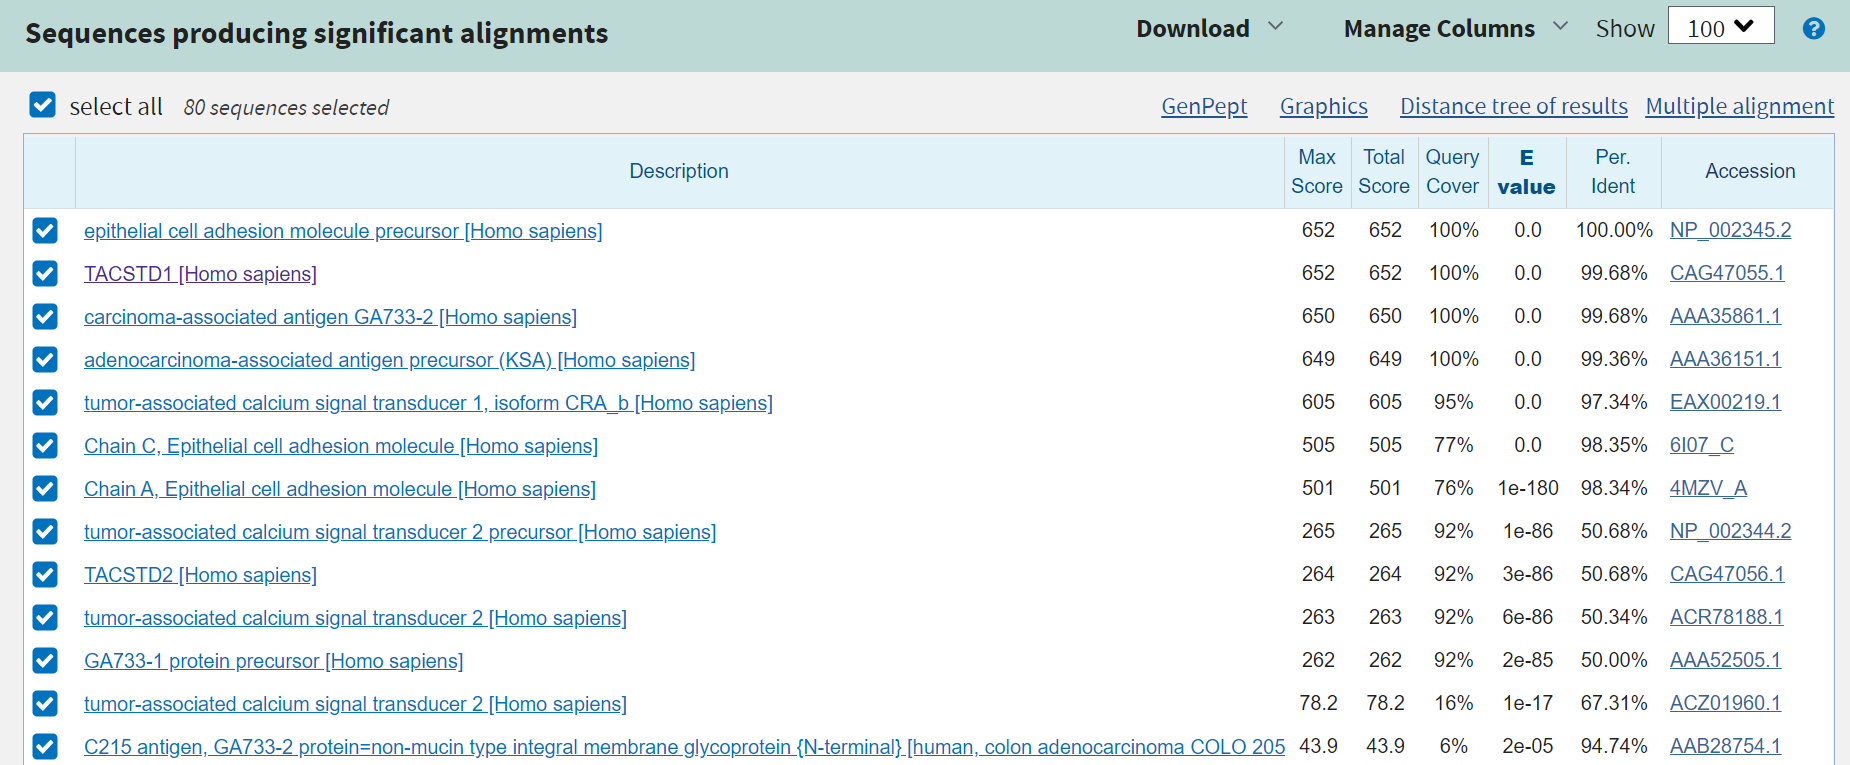 Sequences producing significant alignments Download Manage Columns Show 100 ?
select all 80 sequences selected GenPept Graphics Distance tree of results Multiple alignment
Description Max Score Total Score Query Cover E value Per. Ident Accession
epithelial cell adhesion molecule precursor [Homo sapiens] 652 652 100% 0.0 100.00% NP_002345.2
TACSTD1 [Homo sapiens] 652 652 100% 0.0 99.68% CAG47055.1
carcinoma-associated antigen GA733-2 [Homo sapiens] 650 650 100% 0.0 99.68% AAA35861.1
adenocarcinoma-associated antigen precursor (KSA) [Homo sapiens] 649 649 100% 0.0 99.36% AAA36151.1
tumor-associated calcium signal transducer 1, isoform CRA_b [Homo sapiens] 605 605 95% 0.0 97.34% EAX00219.1
Chain C, Epithelial cell adhesion molecule [Homo sapiens] 505 505 77% 0.0 98.35% 6I07_C
Chain A, Epithelial cell adhesion molecule [Homo sapiens] 501 501 76% 1e-180 98.34% 4MZV_A
tumor-associated calcium signal transducer 2 precursor [Homo sapiens] 265 265 92% 1e-86 50.68% NP_002344.2
TACSTD2 [Homo sapiens] 264 264 92% 3e-86 50.68% CAG47056.1
tumor-associated calcium signal transducer 2 [Homo sapiens] 263 263 92% 6e-86 50.34% ACR78188.1
GA733-1 protein precursor [Homo sapiens] 262 262 92% 2e-85 50.00% AAA52505.1
tumor-associated calcium signal transducer 2 [Homo sapiens] 78.2 78.2 16% 1e-17 67.31% ACZ01960.1
C215 antigen, GA733-2 protein=non-mucin type integral membrane glycoprotein {N-terminal} [human, colon adenocarcinoma COLO 205 43.9 43.9 6% 2e-05 94.74% AAB28754.1